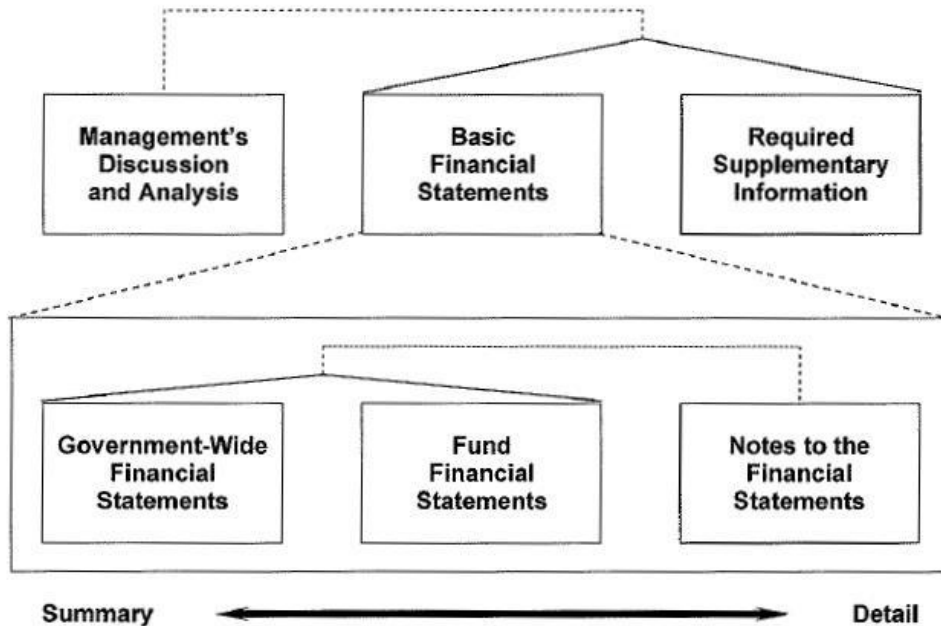 Management's
Discussion
and Analysis
Basic
Financial
Statements
Required
Supplementary
Information
Government-Wide
Financial
Statements
Fund
Financial
Statements
Notes to the
Financial
Statements
Summary
Detail